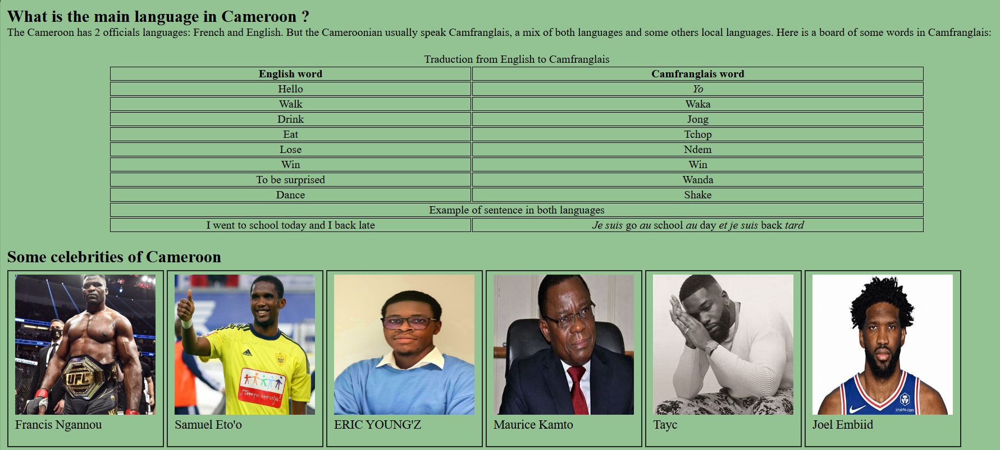 What is the main language in Cameroon ?
The Cameroon has 2 officials languages: French and English. But the Cameroonian usually speak Camfranglais, a mix of both languages and some others local languages. Here is a board of some words in Camfranglais:
Traduction from English to Camfranglais
English word Camfranglais word
Hello Yo
Walk Waka
Drink Jong
Eat Tchop
Lose Ndem
Win Win
To be surprised Wanda
Dance Shake
Example of sentence in both languages
I went to school today and I back late Je suis go au school au day et je suis back tard
Some celebrities of Cameroon
UFC
adidas
crypto.com
Francis Ngannou Samuel Eto'o ERIC YOUNG'Z Maurice Kamto Tayc Joel Embiid